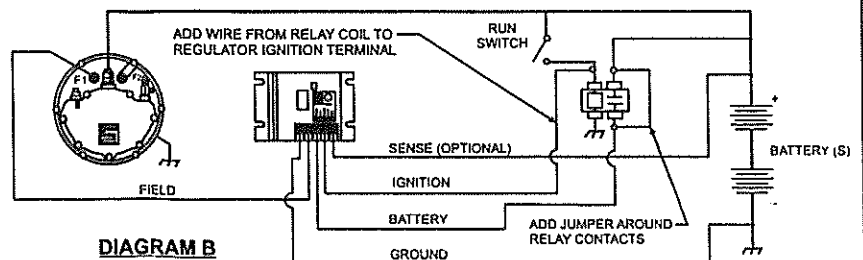 ADD WIRE FROM RELAY COIL TO
REGULATOR IGNITION TERMINAL
RUN
SWITCH
F1
F2
+
SENSE (OPTIONAL)
BATTERY (S)
IGNITION
FIELD
-
BATTERY
ADD JUMPER AROUND
RELAY CONTACTS
DIAGRAM B
GROUND